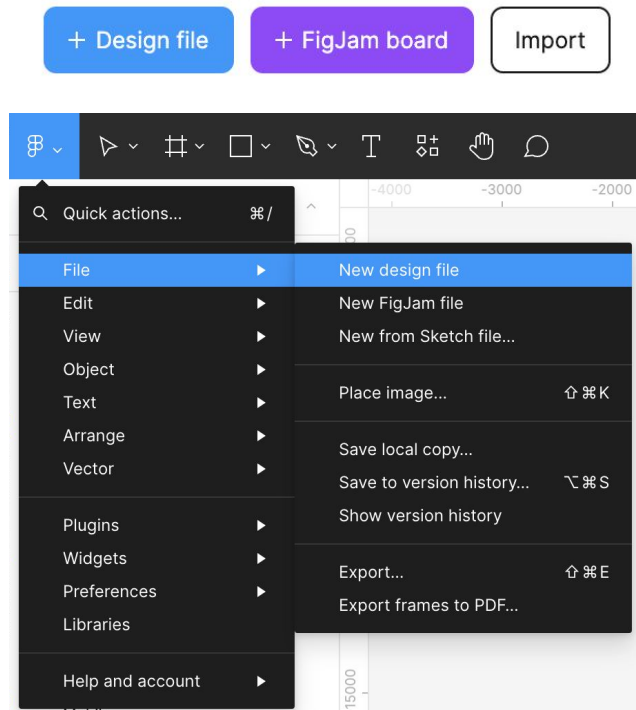 + Design file
+ FigJam board
Import
T
-4000
-3000
-2000
Quick actions... ⌘/
File
Edit
View
Object
Text
Arrange
Vector
Plugins
Widgets
Preferences
Libraries
Help and account
New design file
New FigJam file
New from Sketch file...
Place image... ⇧⌘K
Save local copy...
Save to version history... ⌥⌘S
Show version history
Export... ⇧⌘E
Export frames to PDF...
15000